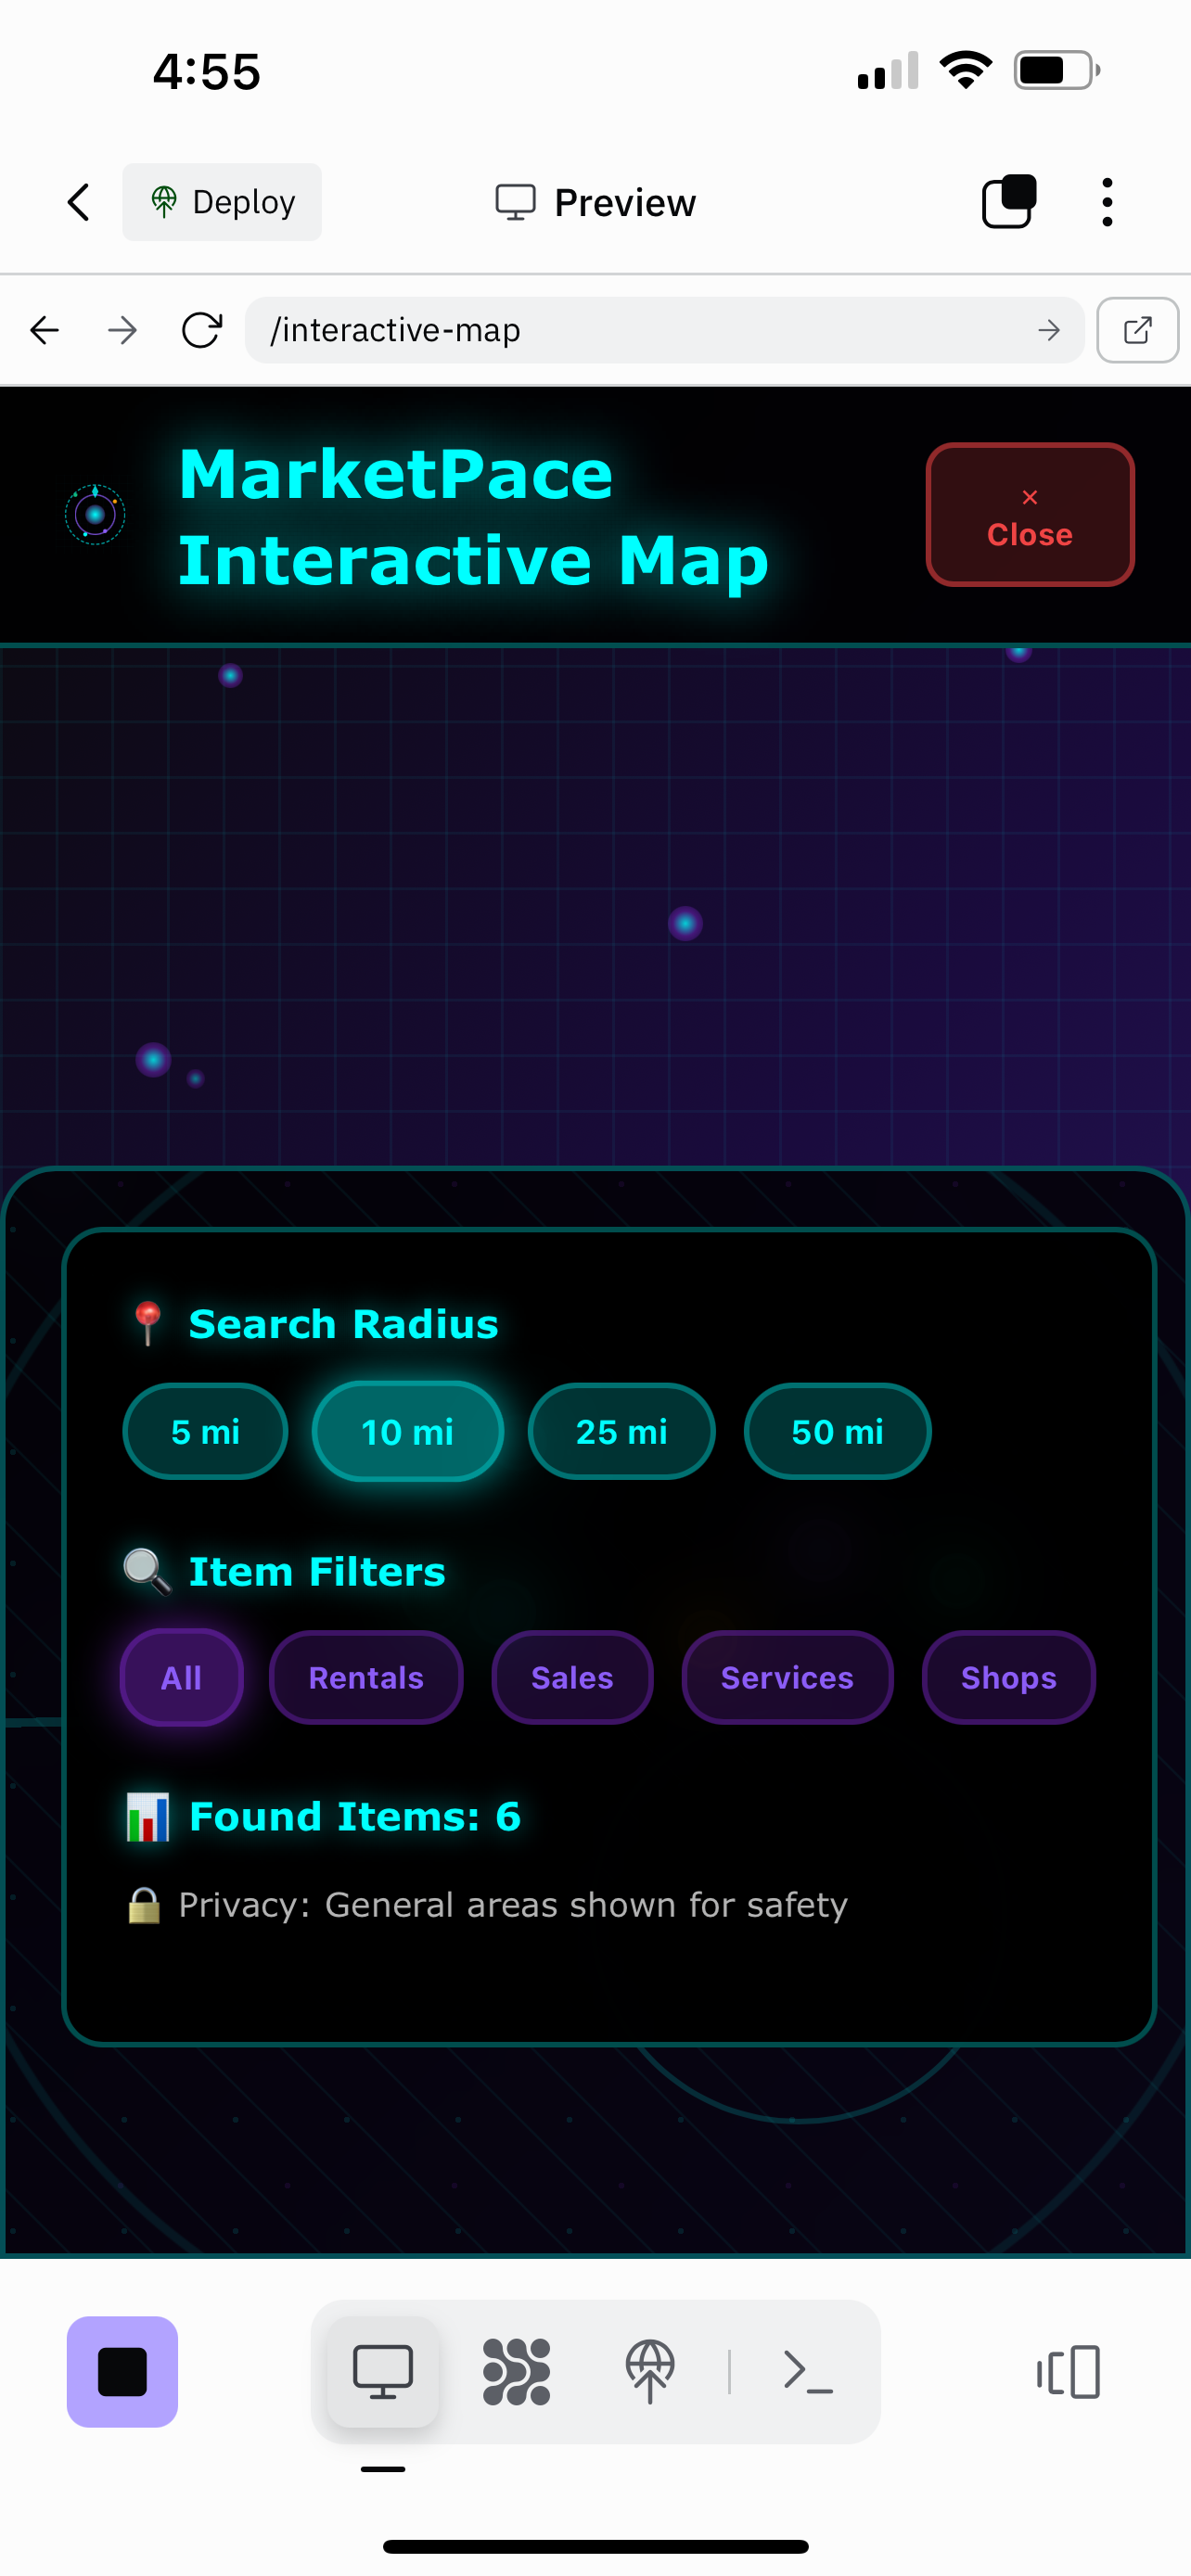 4:55
Deploy
Preview
/interactive-map
MarketPace
Interactive Map
×
Close
📍 Search Radius
5 mi 10 mi 25 mi 50 mi
🔍 Item Filters
All Rentals Sales Services Shops
📊 Found Items: 6
🔒 Privacy: General areas shown for safety